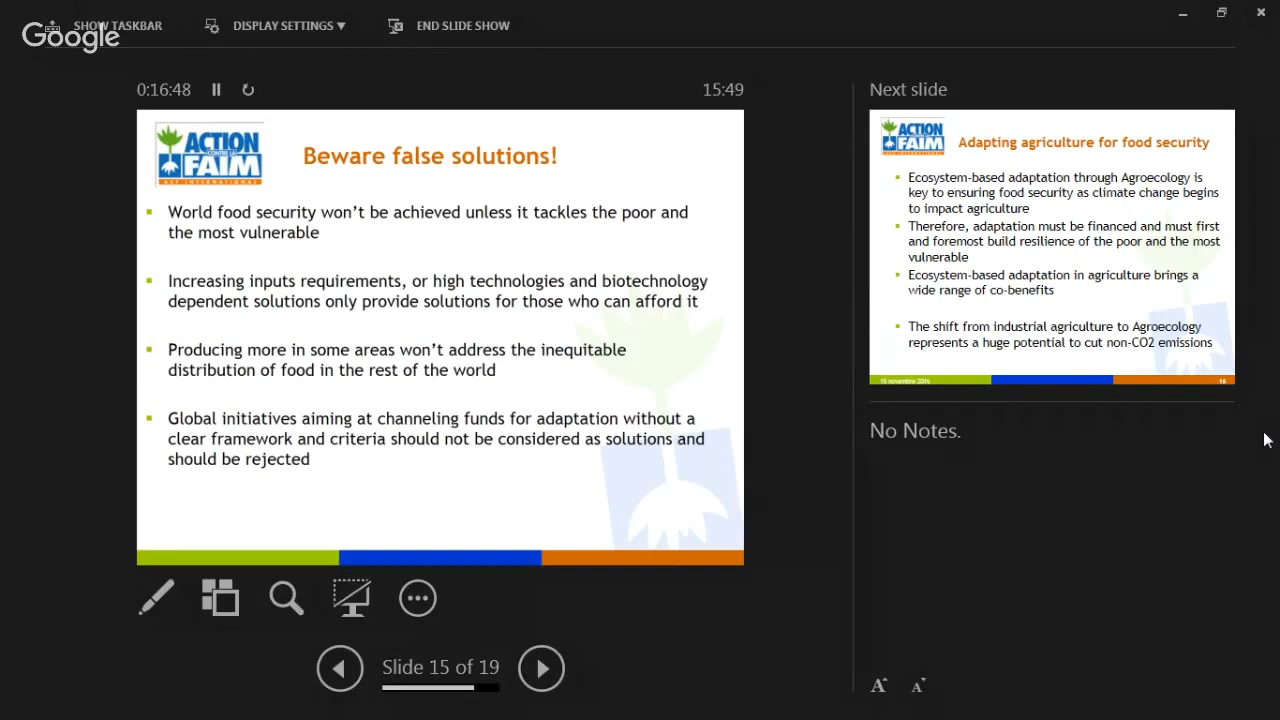 SHOW TASKBAR
DISPLAY SETTINGS ▼
END SLIDE SHOW
Google
0:16:48
15:49
ACTION
CONTRE LA
FAIM
ACF INTERNATIONAL
Beware false solutions!
▪ World food security won’t be achieved unless it tackles the poor and
the most vulnerable
▪ Increasing inputs requirements, or high technologies and biotechnology
dependent solutions only provide solutions for those who can afford it
▪ Producing more in some areas won’t address the inequitable
distribution of food in the rest of the world
▪ Global initiatives aiming at channeling funds for adaptation without a
clear framework and criteria should not be considered as solutions and
should be rejected
Slide 15 of 19
Next slide
ACTION
FAIM
Adapting agriculture for food security
▪ Ecosystem-based adaptation through Agroecology is
key to ensuring food security as climate change begins
to impact agriculture
▪ Therefore, adaptation must be financed and must first
and foremost build resilience of the poor and the most
vulnerable
▪ Ecosystem-based adaptation in agriculture brings a
wide range of co-benefits
▪ The shift from industrial agriculture to Agroecology
represents a huge potential to cut non-CO2 emissions
16
No Notes.
A A